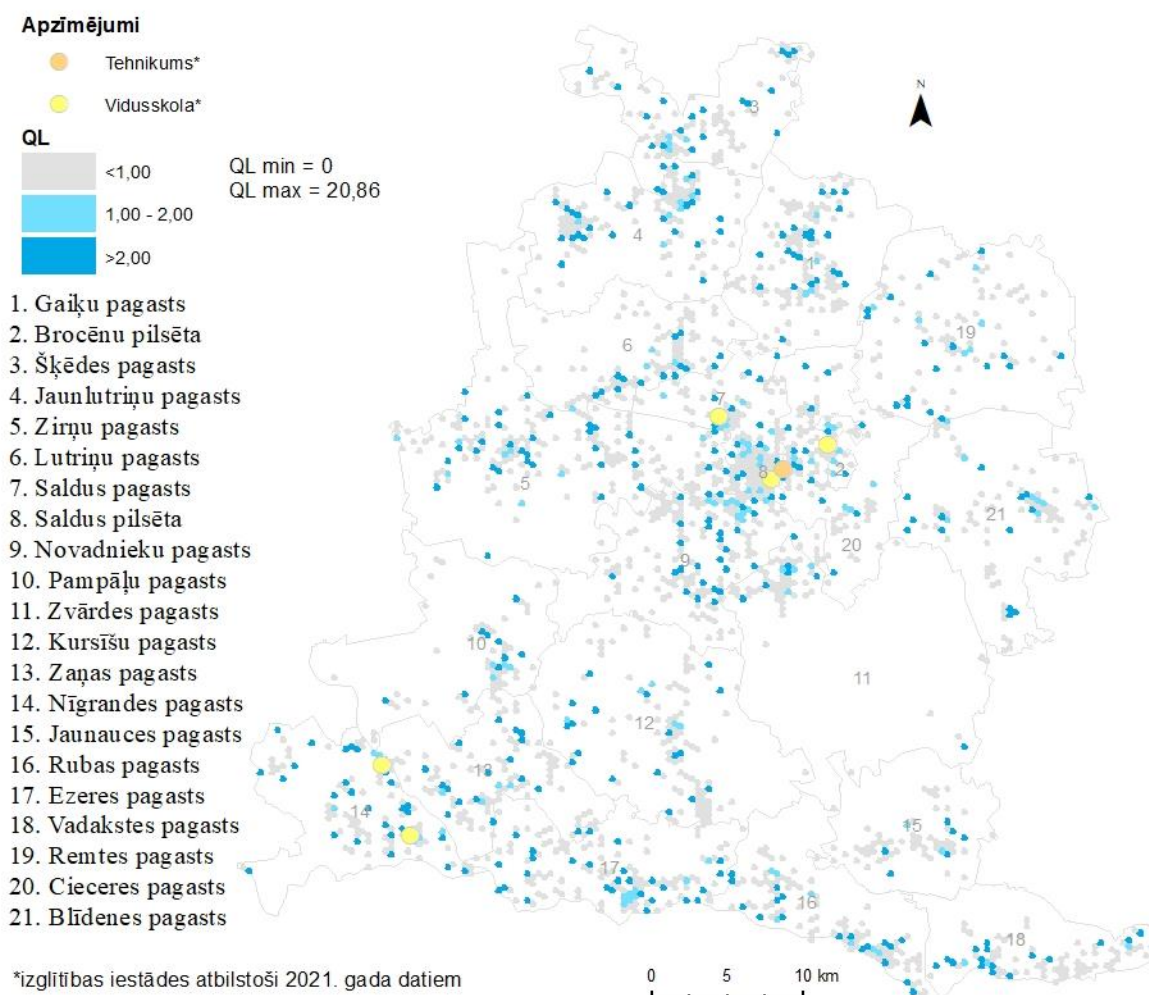 Apzīmējumi
Tehnikums*
Vidusskola*
QL
<1,00
1,00 - 2,00
>2,00
QL min = 0
QL max = 20,86
1. Gaiķu pagasts
2. Brocēnu pilsēta
3. Šķēdes pagasts
4. Jaunlutriņu pagasts
5. Zirņu pagasts
6. Lutriņu pagasts
7. Saldus pagasts
8. Saldus pilsēta
9. Novadnieku pagasts
10. Pampāļu pagasts
11. Zvārdes pagasts
12. Kursīšu pagasts
13. Zaņas pagasts
14. Nīgrandes pagasts
15. Jaunauces pagasts
16. Rubas pagasts
17. Ezeres pagasts
18. Vadakstes pagasts
19. Remtes pagasts
20. Cieceres pagasts
21. Blīdenes pagasts
*izglītības iestādes atbilstoši 2021. gada datiem
N
3
4
1
19
6
7
8
2
5
21
20
9
10
11
12
13
14
15
17
16
18
0 5 10 km